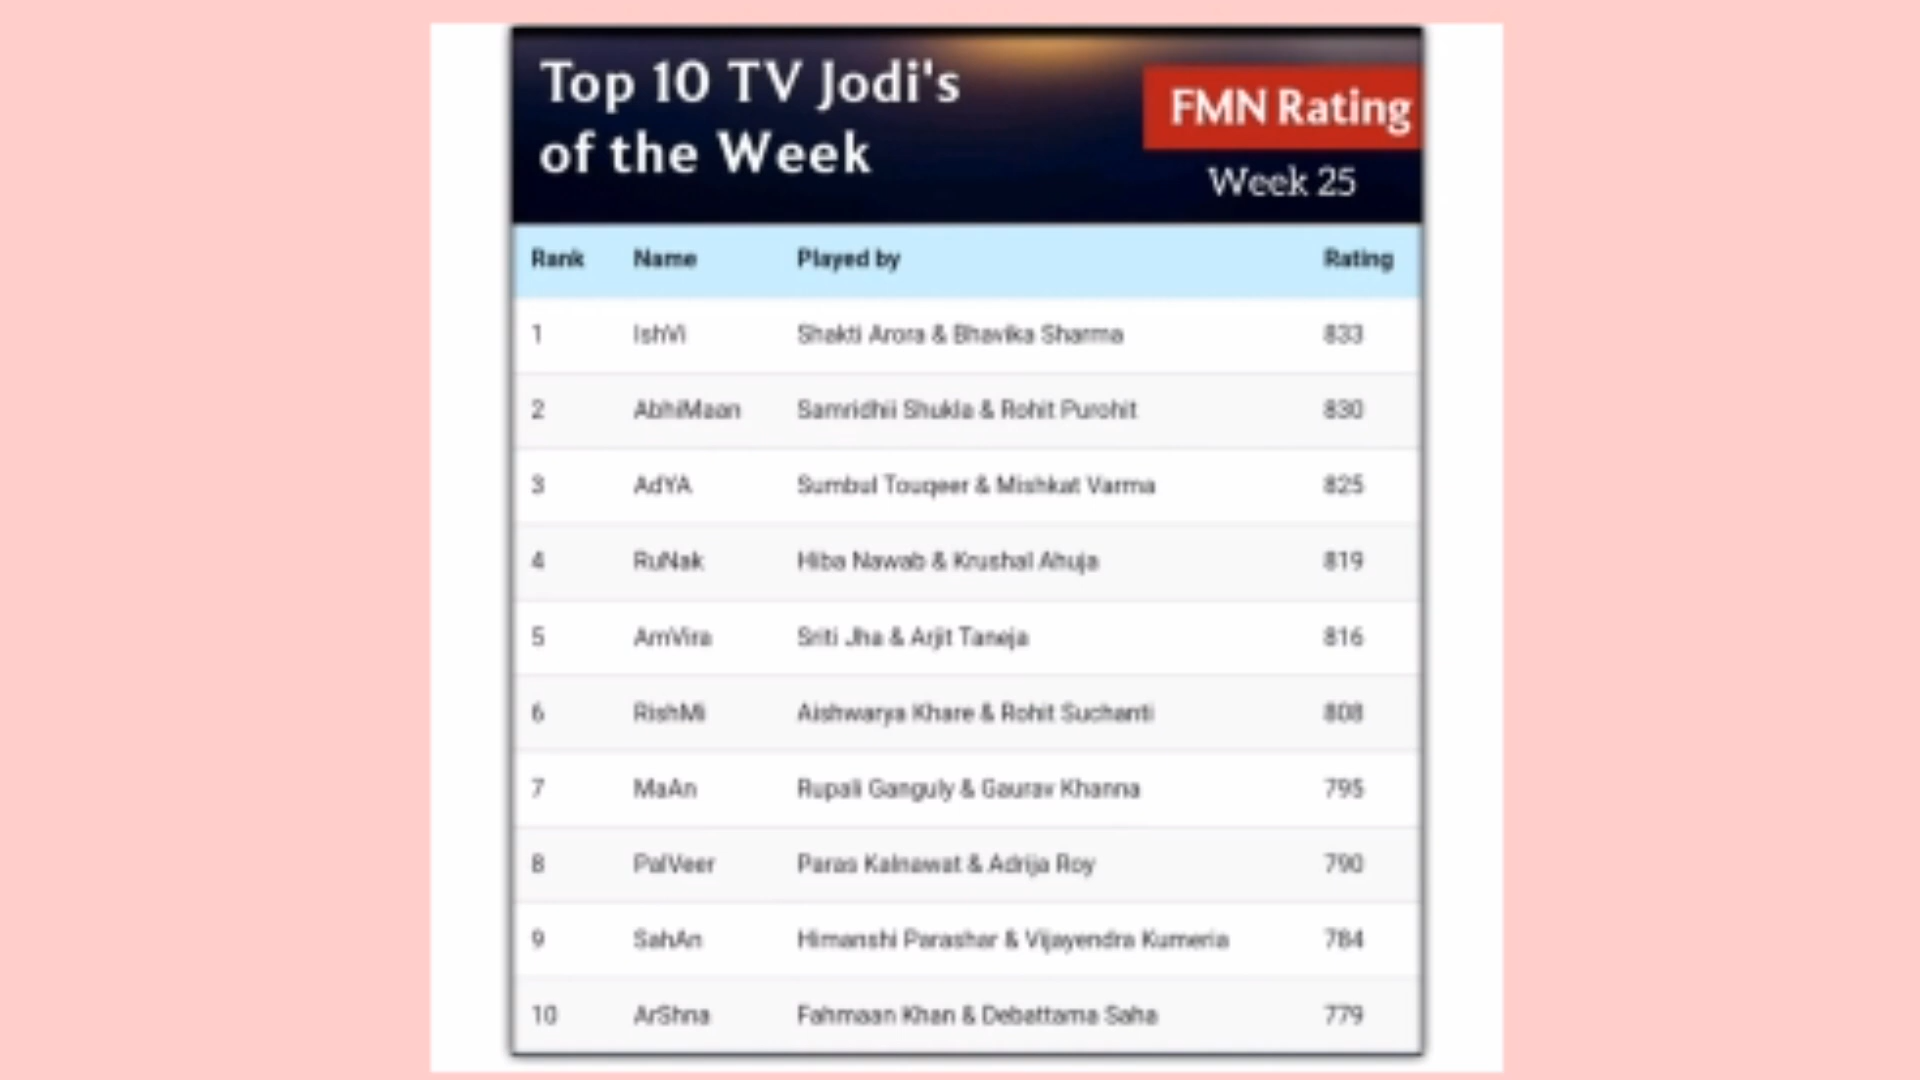 Top 10 TV Jodi's
of the Week
FMN Rating
Week 25
Rank Name Played by Rating
1 IshVi Shakti Arora & Bhavika Sharma 833
2 AbhiMaan Samridhii Shukla & Rohit Purohit 830
3 AdYA Sumbul Touqeer & Mishkat Varma 825
4 RuNak Hiba Nawab & Krushal Ahuja 819
5 AmVira Sriti Jha & Arjit Taneja 816
6 RishMi Aishwarya Khare & Rohit Suchanti 808
7 MaAn Rupali Ganguly & Gaurav Khanna 795
8 PalVeer Paras Kalnawat & Adrija Roy 790
9 SahAn Himanshi Parashar & Vijayendra Kumeria 784
10 ArShna Fahmaan Khan & Debattama Saha 779